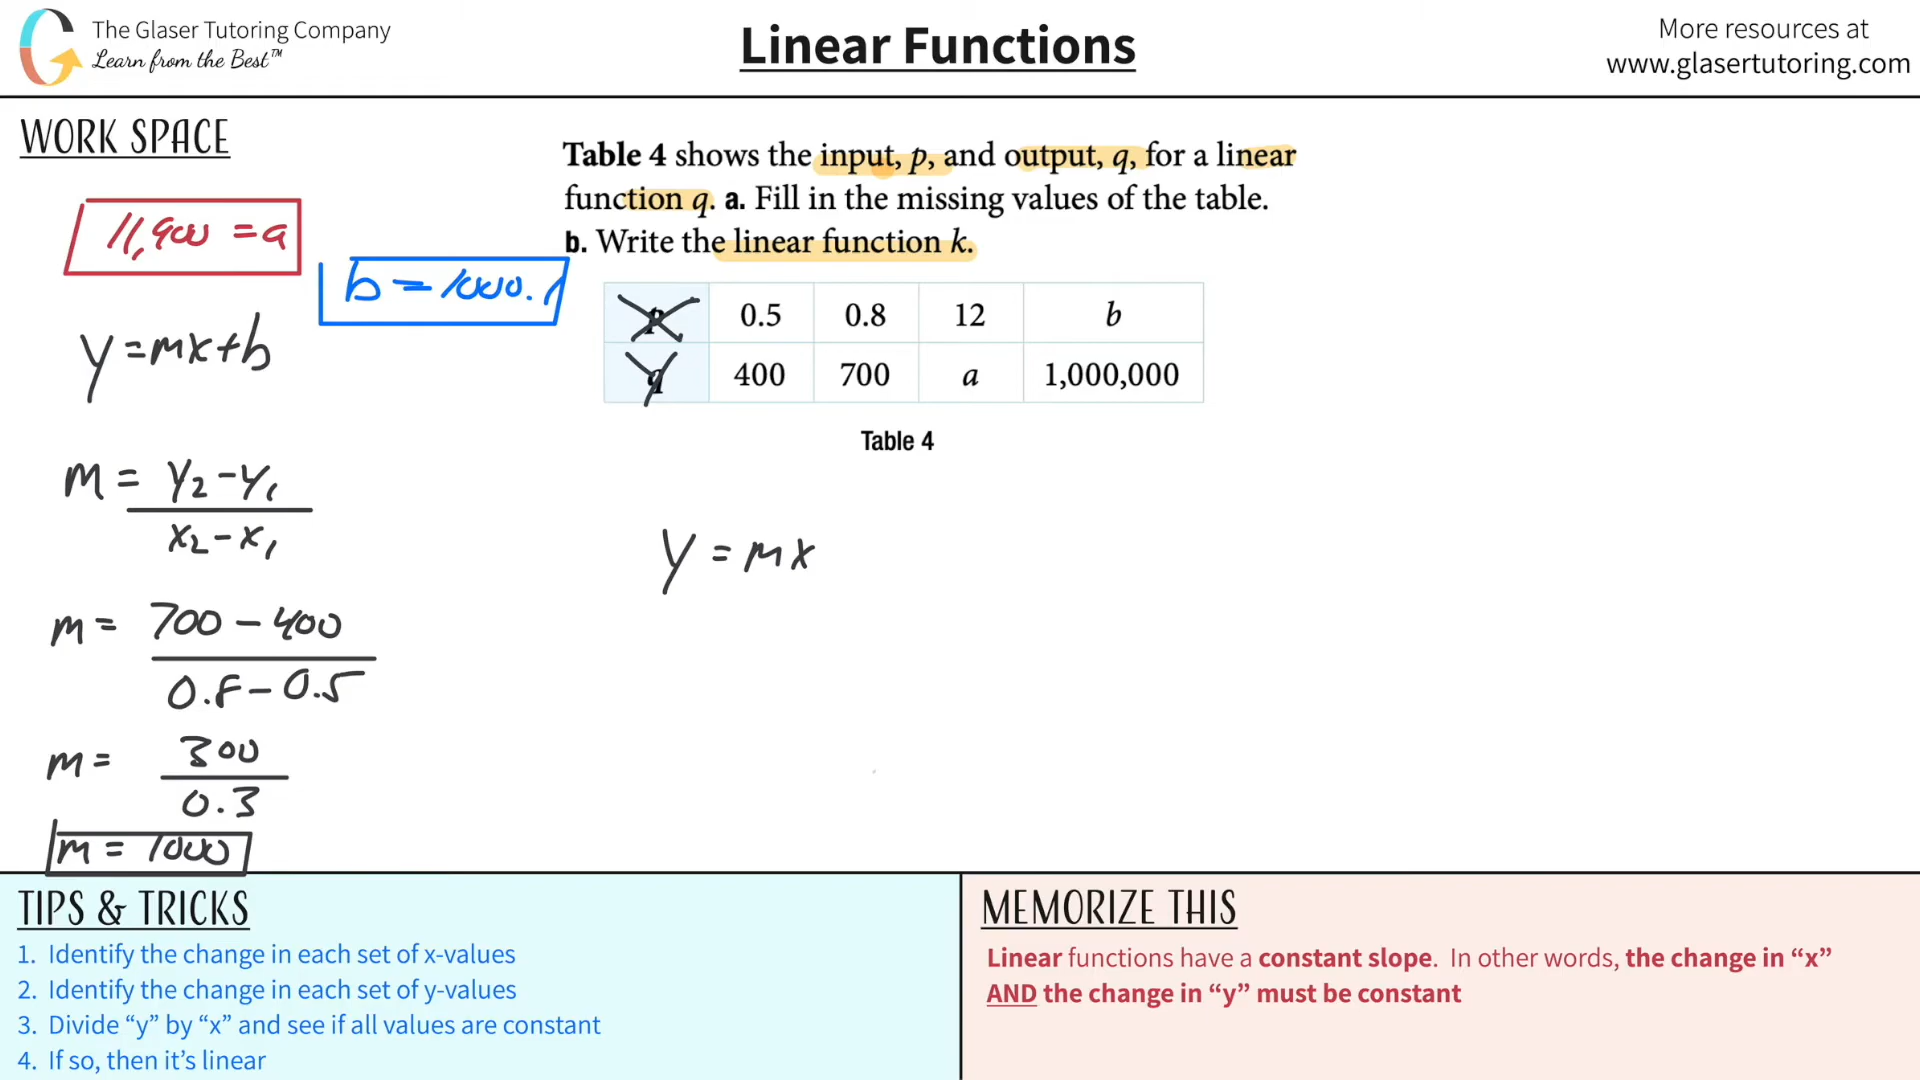 The Glaser Tutoring Company
Learn from the Best™
Linear Functions
More resources at
www.glasertutoring.com
WORK SPACE
11,900 = a
b = 1000.1
y = mx + b
m = y₂ - y₁
x₂ - x₁
m = 700 - 400
0.8 - 0.5
m = 300
0.3
m = 1000
Table 4 shows the input, p, and output, q, for a linear
function q. a. Fill in the missing values of the table.
b. Write the linear function k.
p 0.5 0.8 12 b
q 400 700 a 1,000,000
Table 4
y = mx
TIPS & TRICKS
1. Identify the change in each set of x-values
2. Identify the change in each set of y-values
3. Divide “y” by “x” and see if all values are constant
4. If so, then it’s linear
MEMORIZE THIS
Linear functions have a constant slope. In other words, the change in “x”
AND the change in “y” must be constant